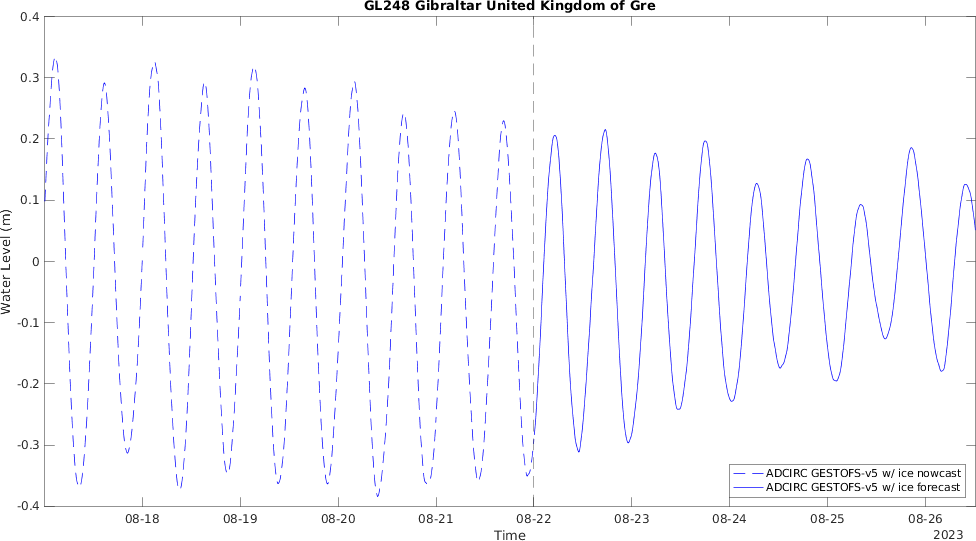 GL248 Gibraltar United Kingdom of Gre
0.4
0.3
0.2
0.1
0
-0.1
-0.2
-0.3
-0.4
Water Level (m)
ADCIRC GESTOFS-v5 w/ ice nowcast
ADCIRC GESTOFS-v5 w/ ice forecast
08-18 08-19 08-20 08-21 08-22 08-23 08-24 08-25 08-26
Time
2023